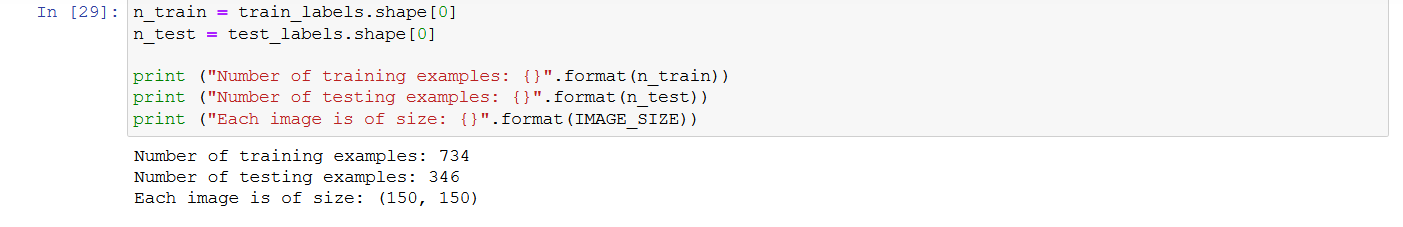 In [29]: n_train = train_labels.shape[0]
n_test = test_labels.shape[0]
print ("Number of training examples: {}".format(n_train))
print ("Number of testing examples: {}".format(n_test))
print ("Each image is of size: {}".format(IMAGE_SIZE))
Number of training examples: 734
Number of testing examples: 346
Each image is of size: (150, 150)